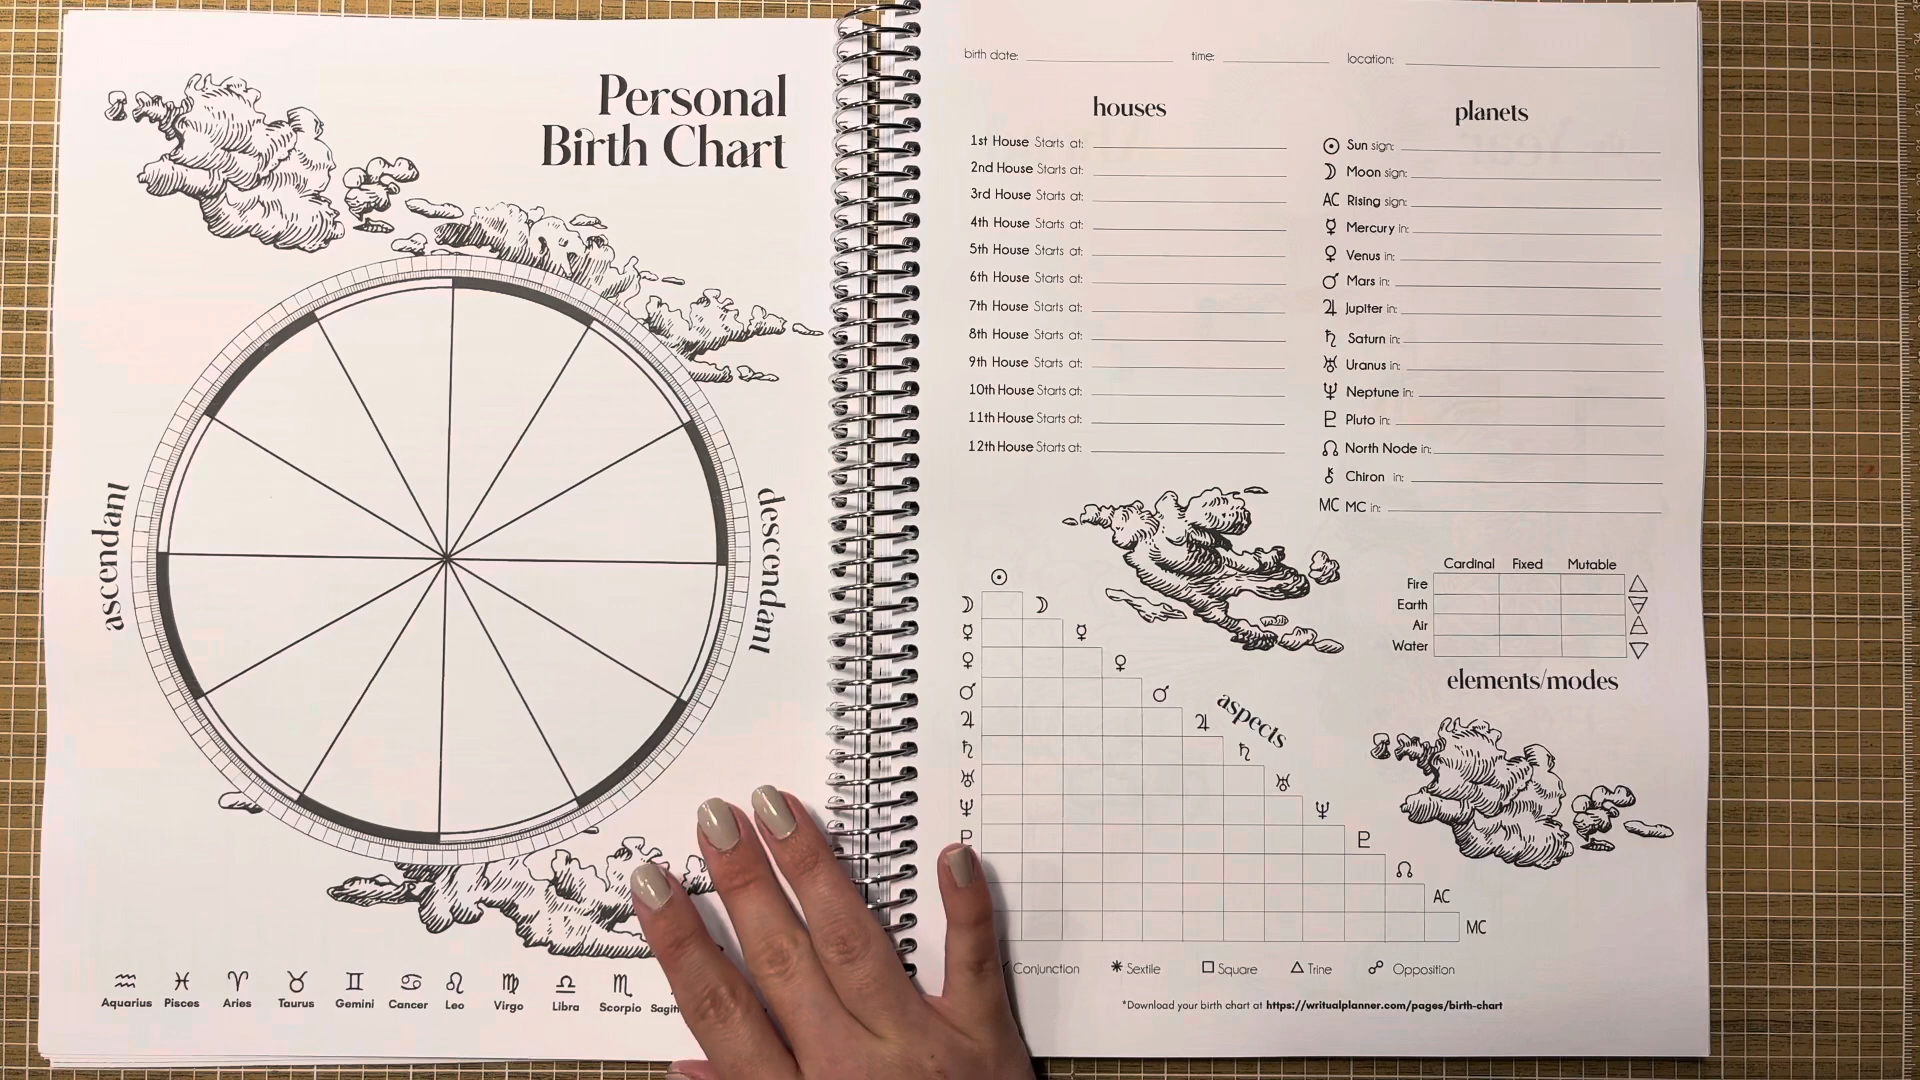 Personal
Birth Chart
ascendant
descendant
Aquarius Pisces Aries Taurus Gemini Cancer Leo Virgo Libra Scorpio
birth date: time: location:
houses
1st House Starts at:
2nd House Starts at:
3rd House Starts at:
4th House Starts at:
5th House Starts at:
6th House Starts at:
7th House Starts at:
8th House Starts at:
9th House Starts at:
10th House Starts at:
11th House Starts at:
12th House Starts at:
planets
☉ Sun sign:
☽ Moon sign:
AC Rising sign:
☿ Mercury in:
♀ Venus in:
♂ Mars in:
♃ Jupiter in:
♄ Saturn in:
♅ Uranus in:
♆ Neptune in:
♇ Pluto in:
☊ North Node in:
⚷ Chiron in:
MC MC in:
Cardinal Fixed Mutable
Fire
Earth
Air
Water
elements/modes
aspects
AC
MC
Conjunction Sextile Square Trine Opposition
*Download your birth chart at https://writualplanner.com/pages/birth-chart